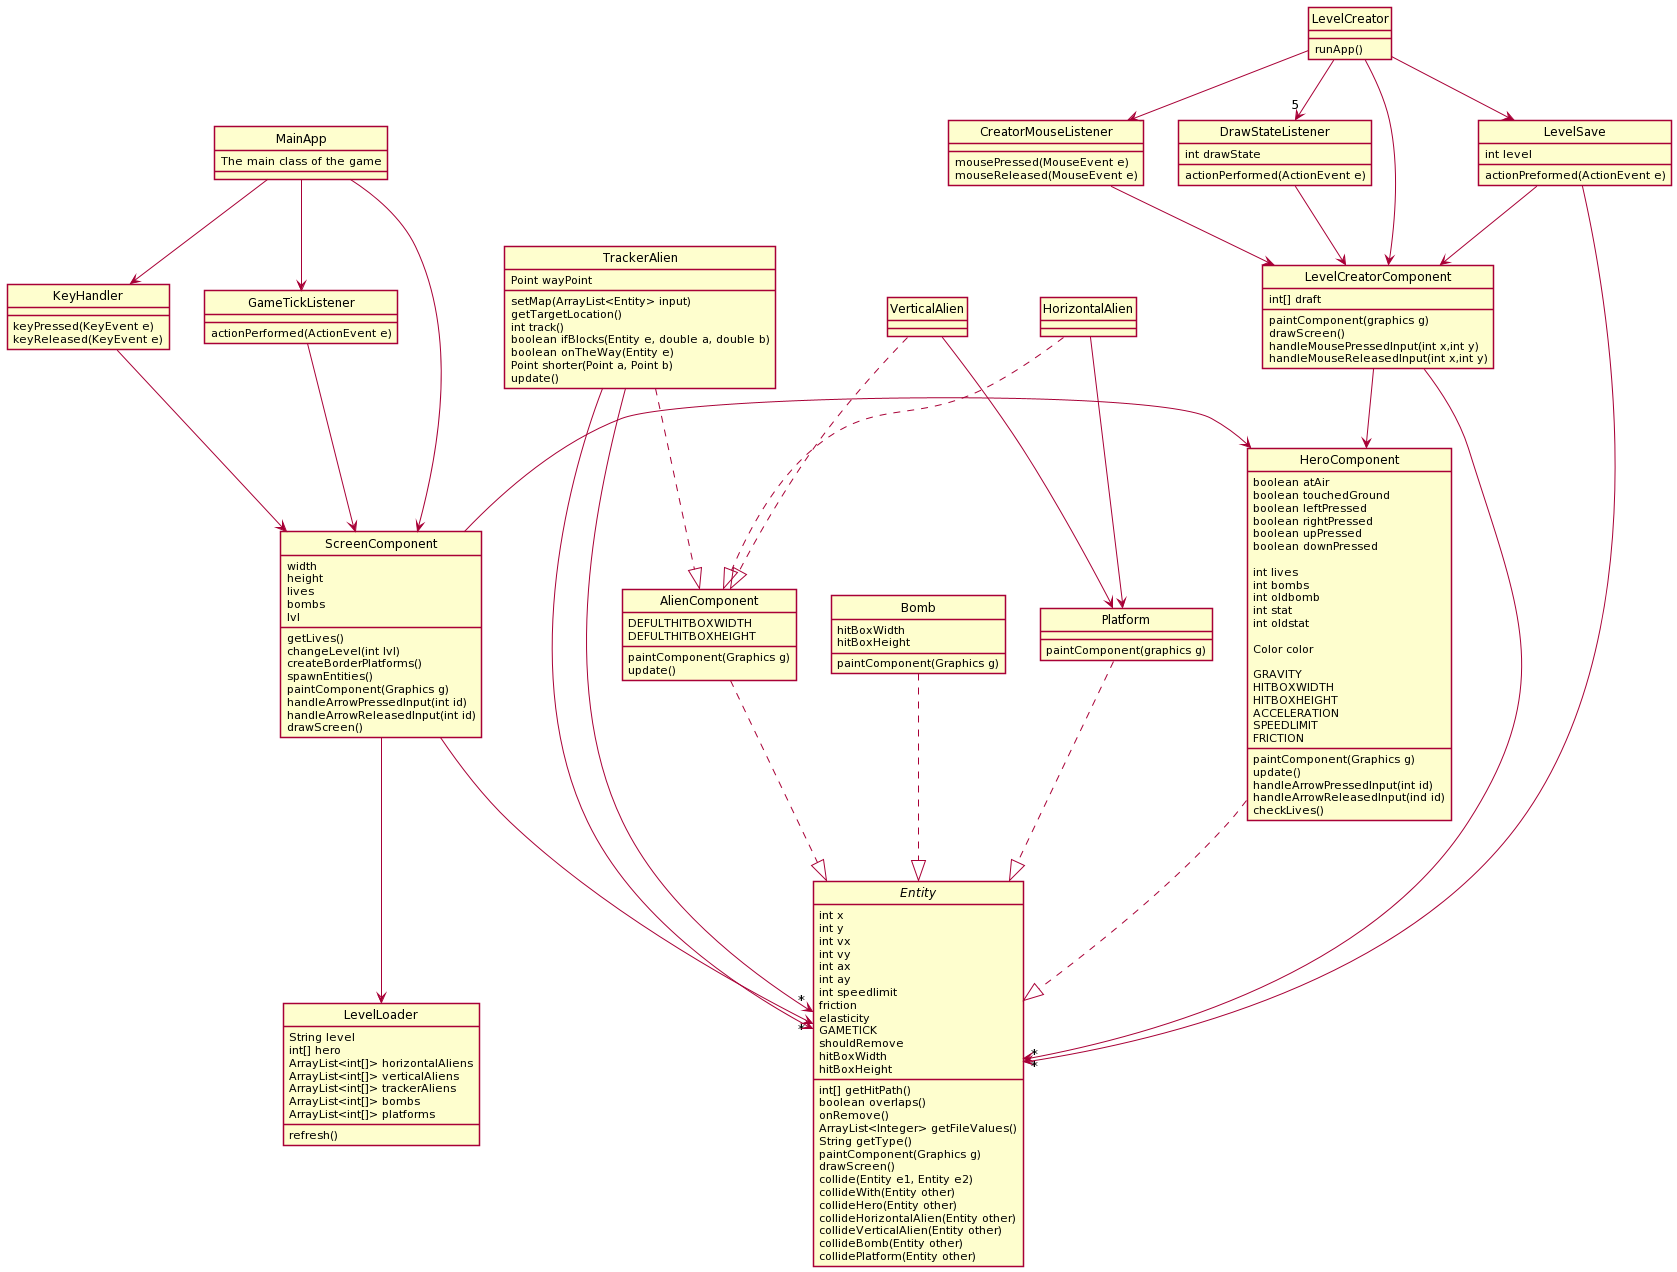 LevelCreator
runApp()
5
CreatorMouseListener
mousePressed(MouseEvent e)
mouseReleased(MouseEvent e)
DrawStateListener
int drawState
actionPerformed(ActionEvent e)
LevelSave
int level
actionPreformed(ActionEvent e)
MainApp
The main class of the game
KeyHandler
keyPressed(KeyEvent e)
keyReleased(KeyEvent e)
GameTickListener
actionPerformed(ActionEvent e)
TrackerAlien
Point wayPoint
setMap(ArrayList<Entity> input)
getTargetLocation()
int track()
boolean ifBlocks(Entity e, double a, double b)
boolean onTheWay(Entity e)
Point shorter(Point a, Point b)
update()
VerticalAlien
HorizontalAlien
LevelCreatorComponent
int[] draft
paintComponent(graphics g)
drawScreen()
handleMousePressedInput(int x,int y)
handleMouseReleasedInput(int x,int y)
ScreenComponent
width
height
lives
bombs
lvl
getLives()
changeLevel(int lvl)
createBorderPlatforms()
spawnEntities()
paintComponent(Graphics g)
handleArrowPressedInput(int id)
handleArrowReleasedInput(int id)
drawScreen()
AlienComponent
DEFULTHITBOXWIDTH
DEFULTHITBOXHEIGHT
paintComponent(Graphics g)
update()
Bomb
hitBoxWidth
hitBoxHeight
paintComponent(Graphics g)
Platform
paintComponent(graphics g)
HeroComponent
boolean atAir
boolean touchedGround
boolean leftPressed
boolean rightPressed
boolean upPressed
boolean downPressed
int lives
int bombs
int oldbomb
int stat
int oldstat
Color color
GRAVITY
HITBOXWIDTH
HITBOXHEIGHT
ACCELERATION
SPEEDLIMIT
FRICTION
paintComponent(Graphics g)
update()
handleArrowPressedInput(int id)
handleArrowReleasedInput(ind id)
checkLives()
LevelLoader
String level
int[] hero
ArrayList<int[]> horizontalAliens
ArrayList<int[]> verticalAliens
ArrayList<int[]> trackerAliens
ArrayList<int[]> bombs
ArrayList<int[]> platforms
refresh()
*
*
*
*
Entity
int x
int y
int vx
int vy
int ax
int ay
int speedlimit
friction
elasticity
GAMETICK
shouldRemove
hitBoxWidth
hitBoxHeight
int[] getHitPath()
boolean overlaps()
onRemove()
ArrayList<Integer> getFileValues()
String getType()
paintComponent(Graphics g)
drawScreen()
collide(Entity e1, Entity e2)
collideWith(Entity other)
collideHero(Entity other)
collideHorizontalAlien(Entity other)
collideVerticalAlien(Entity other)
collideBomb(Entity other)
collidePlatform(Entity other)